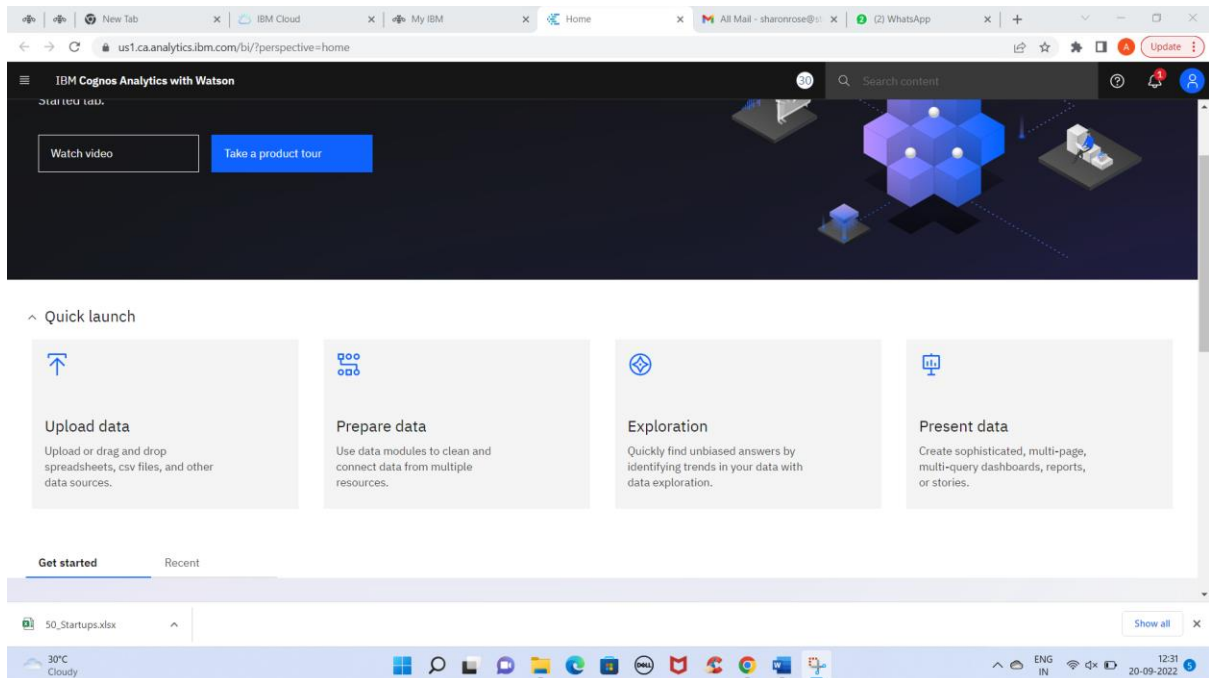 New Tab
IBM Cloud
My IBM
Home
All Mail - sharonrose@
(2) WhatsApp
us1.ca.analytics.ibm.com/bi/?perspective=home
Update
IBM Cognos Analytics with Watson
30
Search content
1
Started tab.
Watch video
Take a product tour
Quick launch
Upload data
Upload or drag and drop
spreadsheets, csv files, and other
data sources.
Prepare data
Use data modules to clean and
connect data from multiple
resources.
Exploration
Quickly find unbiased answers by
identifying trends in your data with
data exploration.
Present data
Create sophisticated, multi-page,
multi-query dashboards, reports,
or stories.
Get started
Recent
50_Startups.xlsx
Show all
30°C
Cloudy
DELL
ENG
IN
12:31
20-09-2022
5